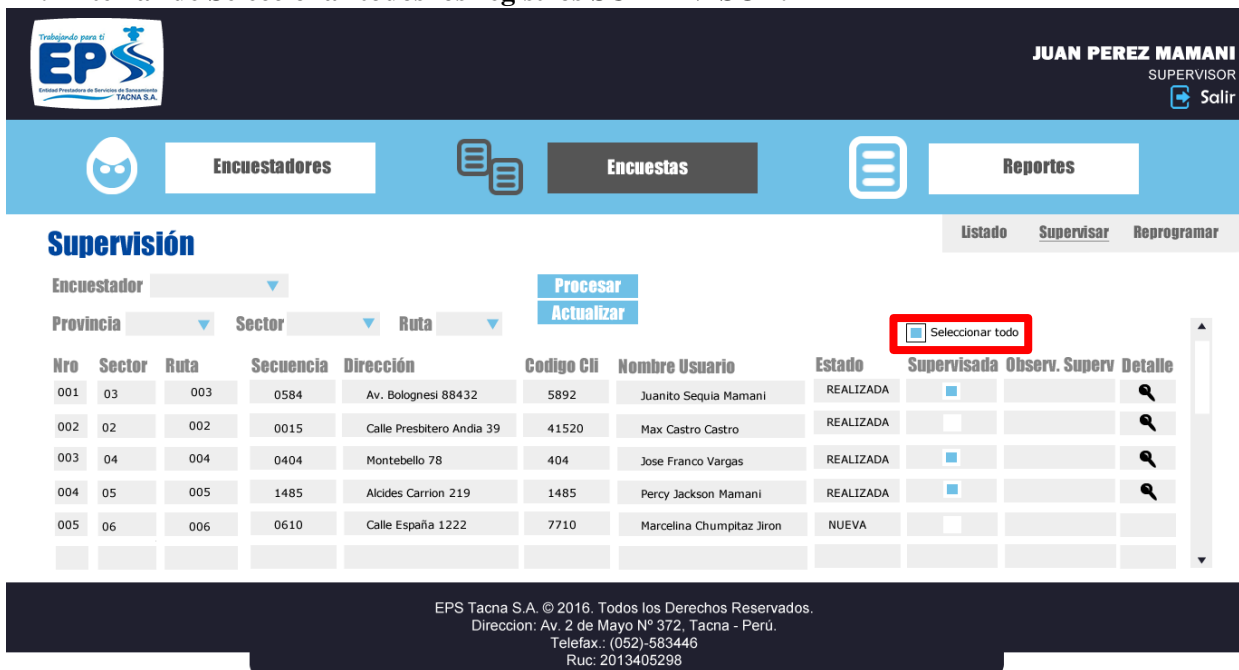 Trabajando para ti
EPS
Entidad Prestadora de Servicios de Saneamiento
TACNA S.A.
JUAN PEREZ MAMANI
SUPERVISOR
Salir
Encuestadores
Encuestas
Reportes
Supervisión
Listado Supervisar Reprogramar
Encuestador
Procesar
Actualizar
Provincia Sector Ruta
Seleccionar todo
Nro Sector Ruta Secuencia Dirección Codigo Cli Nombre Usuario Estado Supervisada Observ. Superv Detalle
001 03 003 0584 Av. Bolognesi 88432 5892 Juanito Sequia Mamani REALIZADA
002 02 002 0015 Calle Presbitero Andia 39 41520 Max Castro Castro REALIZADA
003 04 004 0404 Montebello 78 404 Jose Franco Vargas REALIZADA
004 05 005 1485 Alcides Carrion 219 1485 Percy Jackson Mamani REALIZADA
005 06 006 0610 Calle España 1222 7710 Marcelina Chumpitaz Jiron NUEVA
EPS Tacna S.A. © 2016. Todos los Derechos Reservados.
Direccion: Av. 2 de Mayo Nº 372, Tacna - Perú.
Telefax.: (052)-583446
Ruc: 2013405298